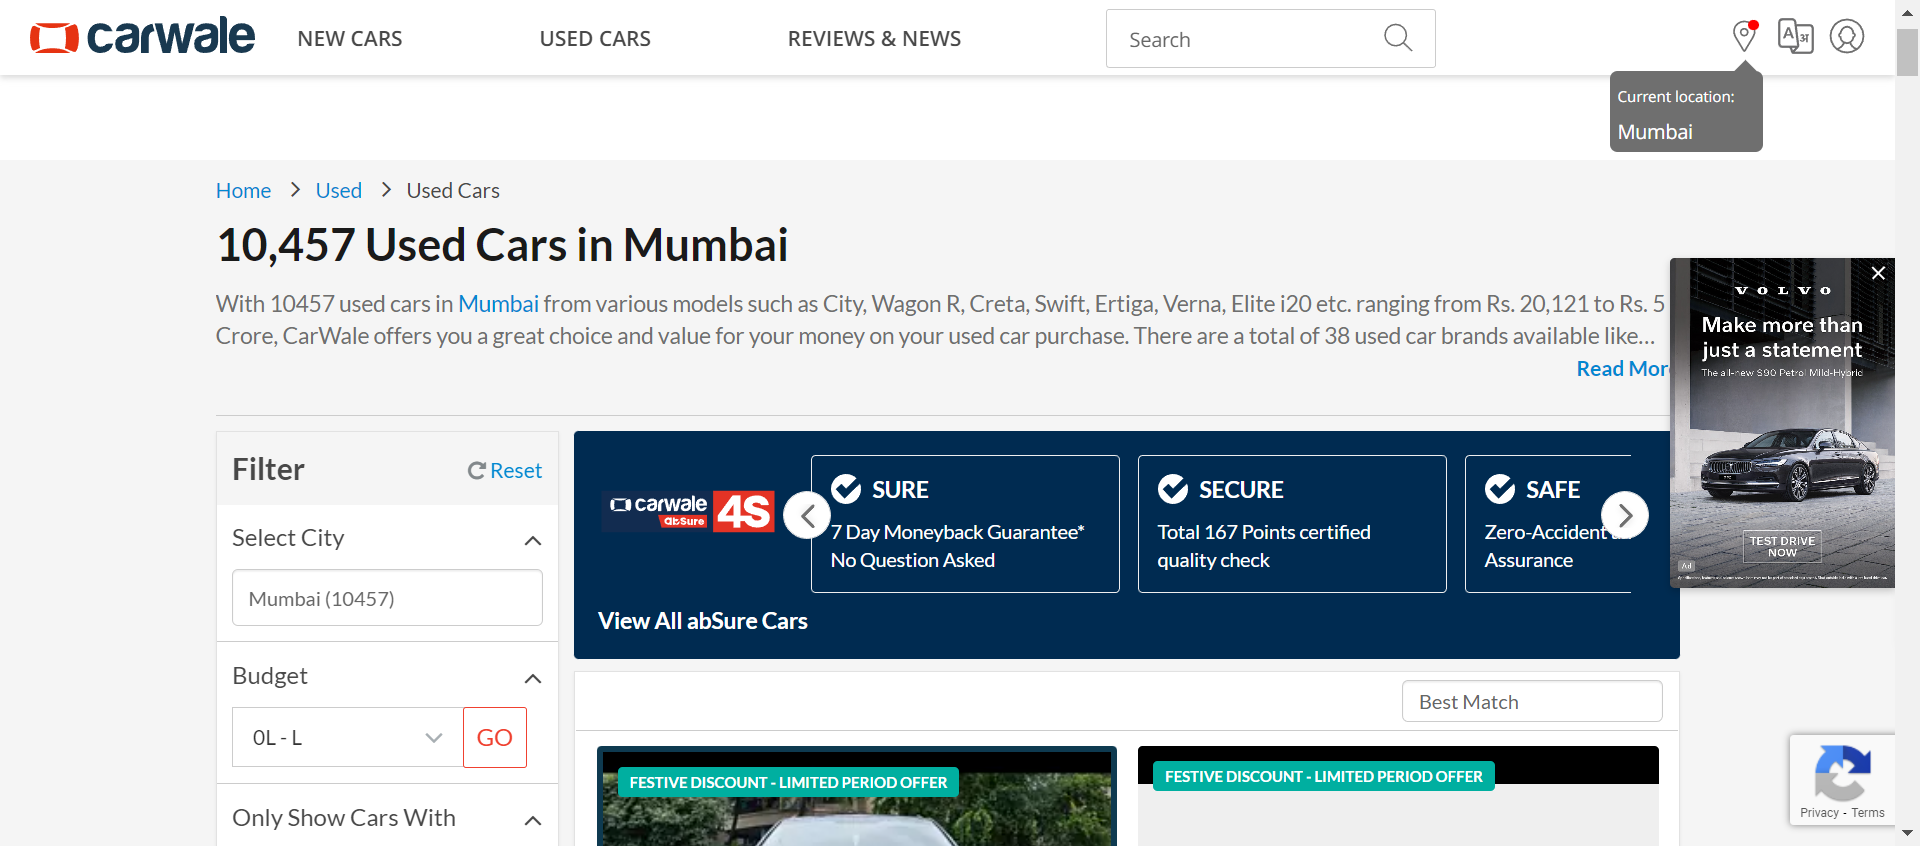 carwale NEW CARS USED CARS REVIEWS & NEWS Search
Current location:
Mumbai
Home > Used > Used Cars
10,457 Used Cars in Mumbai
With 10457 used cars in Mumbai from various models such as City, Wagon R, Creta, Swift, Ertiga, Verna, Elite i20 etc. ranging from Rs. 20,121 to Rs. 5
Crore, CarWale offers you a great choice and value for your money on your used car purchase. There are a total of 38 used car brands available like...
Read More
VOLVO
Make more than
just a statement
The all-new S90 Petrol Mild-Hybrid
TEST DRIVE
NOW
Ad
Filter
Reset
Select City
Mumbai (10457)
Budget
0L - L
GO
Only Show Cars With
carwale
abSure
4S
SURE
7 Day Moneyback Guarantee*
No Question Asked
SECURE
Total 167 Points certified
quality check
SAFE
Zero-Accident
Assurance
View All abSure Cars
Best Match
FESTIVE DISCOUNT - LIMITED PERIOD OFFER
FESTIVE DISCOUNT - LIMITED PERIOD OFFER
Privacy - Terms